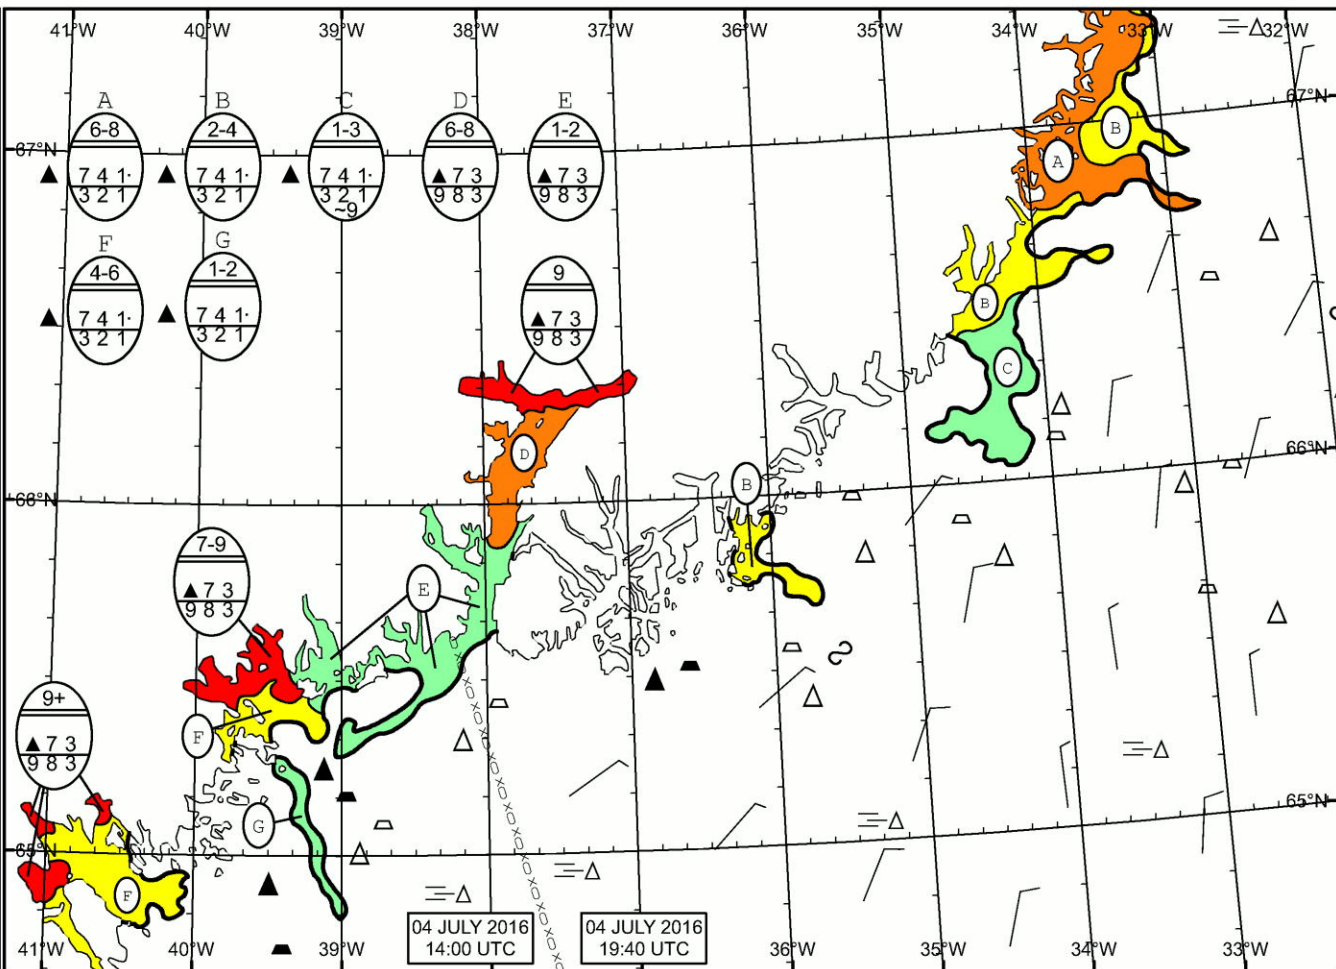 41°W 40°W 39°W 38°W 37°W 36°W 35°W 34°W 33°W 32°W
67°N
A B C D E
6-8 2-4 1-3 6-8 1-2
7 4 1· 7 4 1· 7 4 1· ▲ 7 3 ▲ 7 3
3 2 1 3 2 1 3 2 1 9 8 3 9 8 3
~9
B
A
67°N
F G
4-6 1-2 9
7 4 1· 7 4 1· ▲ 7 3
3 2 1 3 2 1 9 8 3
B
C
D
66°N
B
66°N
7-9
▲ 7 3
9 8 3
E
9+
▲ 7 3
9 8 3
F
G
65°N
65°N
F
04 JULY 2016
14:00 UTC
04 JULY 2016
19:40 UTC
41°W 40°W 39°W 36°W 35°W 34°W 33°W